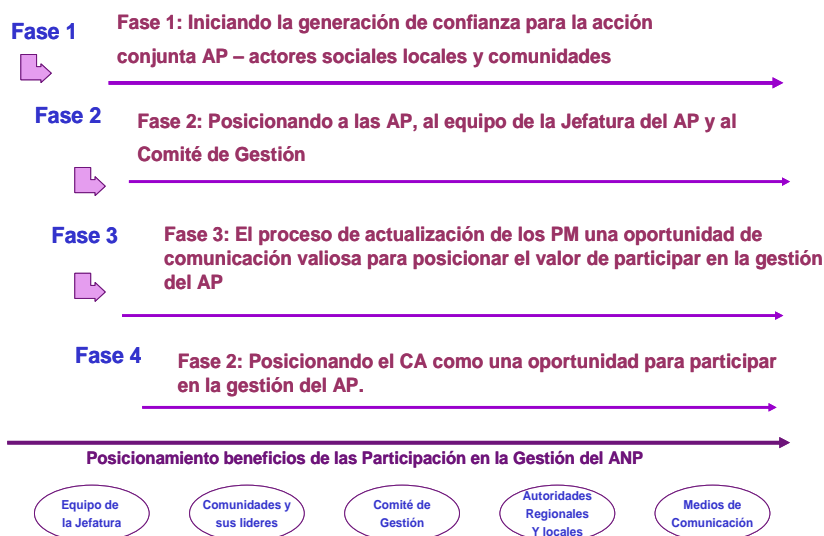 Fase 1
Fase 1: Iniciando la generación de confianza para la acción
conjunta AP – actores sociales locales y comunidades
Fase 2
Fase 2: Posicionando a las AP, al equipo de la Jefatura del AP y al
Comité de Gestión
Fase 3
Fase 3: El proceso de actualización de los PM una oportunidad de
comunicación valiosa para posicionar el valor de participar en la gestión
del AP
Fase 4
Fase 2: Posicionando el CA como una oportunidad para participar
en la gestión del AP.
Posicionamiento beneficios de las Participación en la Gestión del ANP
Equipo de
la Jefatura
Comunidades y
sus lideres
Comité de
Gestión
Autoridades
Regionales
Y locales
Medios de
Comunicación